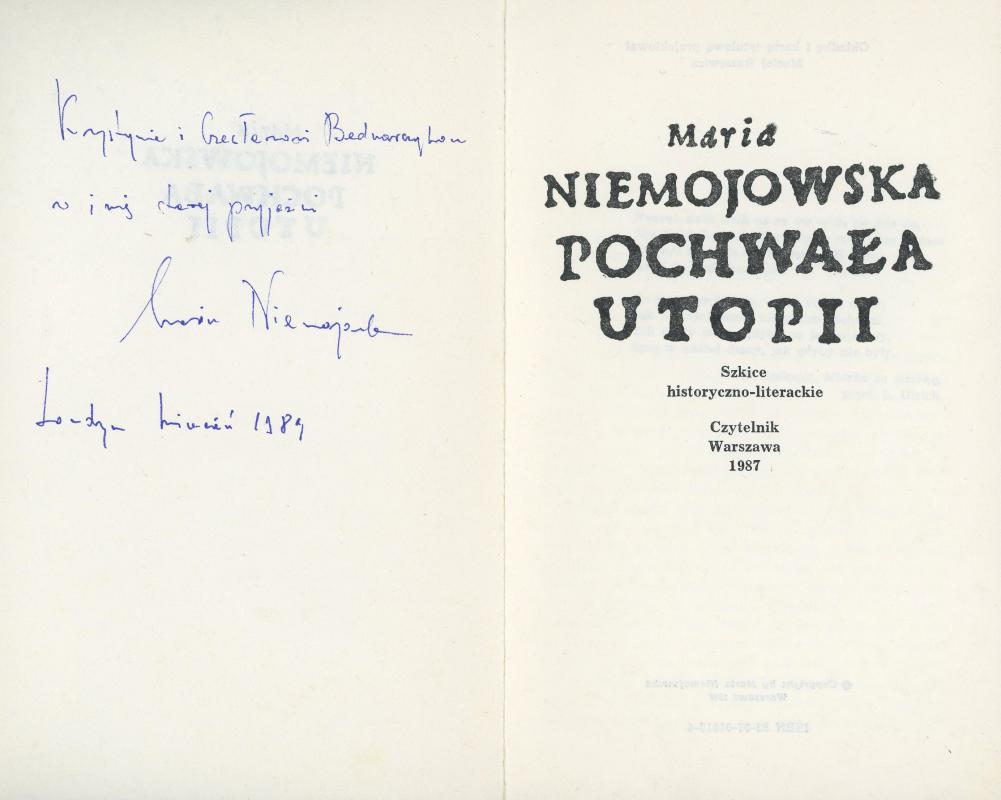 Krystynie i Czesławowi Bednarczykom
w imię starej przyjaźni
Maria Niemojowska
Londyn kwiecień 1989
Maria
NIEMOJOWSKA
POCHWAŁA
UTOPII
Szkice
historyczno-literackie
Czytelnik
Warszawa
1987